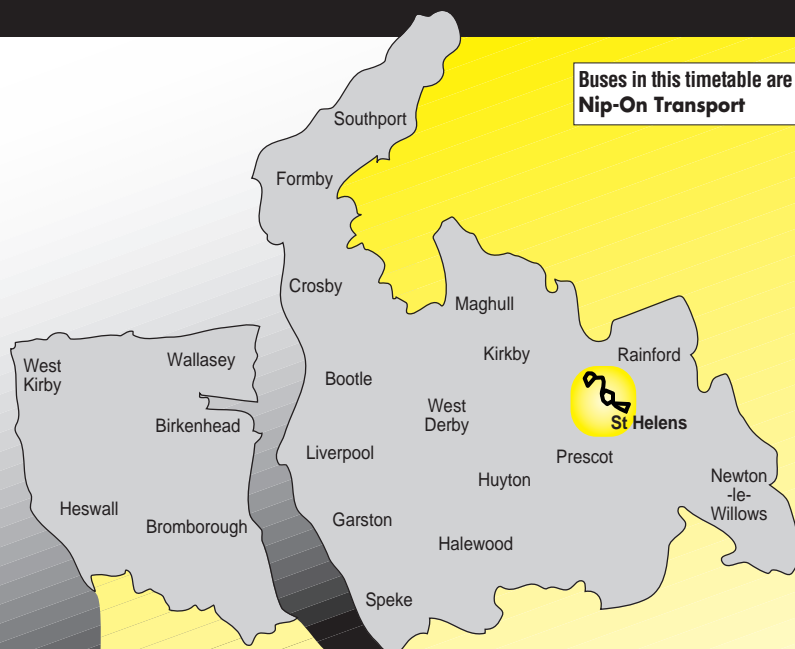 Buses in this timetable are
Nip-On Transport
Southport
Formby
Crosby
Maghull
Kirkby
Rainford
West
Kirby
Wallasey
Bootle
West
Derby
St Helens
Birkenhead
Liverpool
Prescot
Huyton
Newton
-le-
Willows
Heswall
Bromborough
Garston
Halewood
Speke